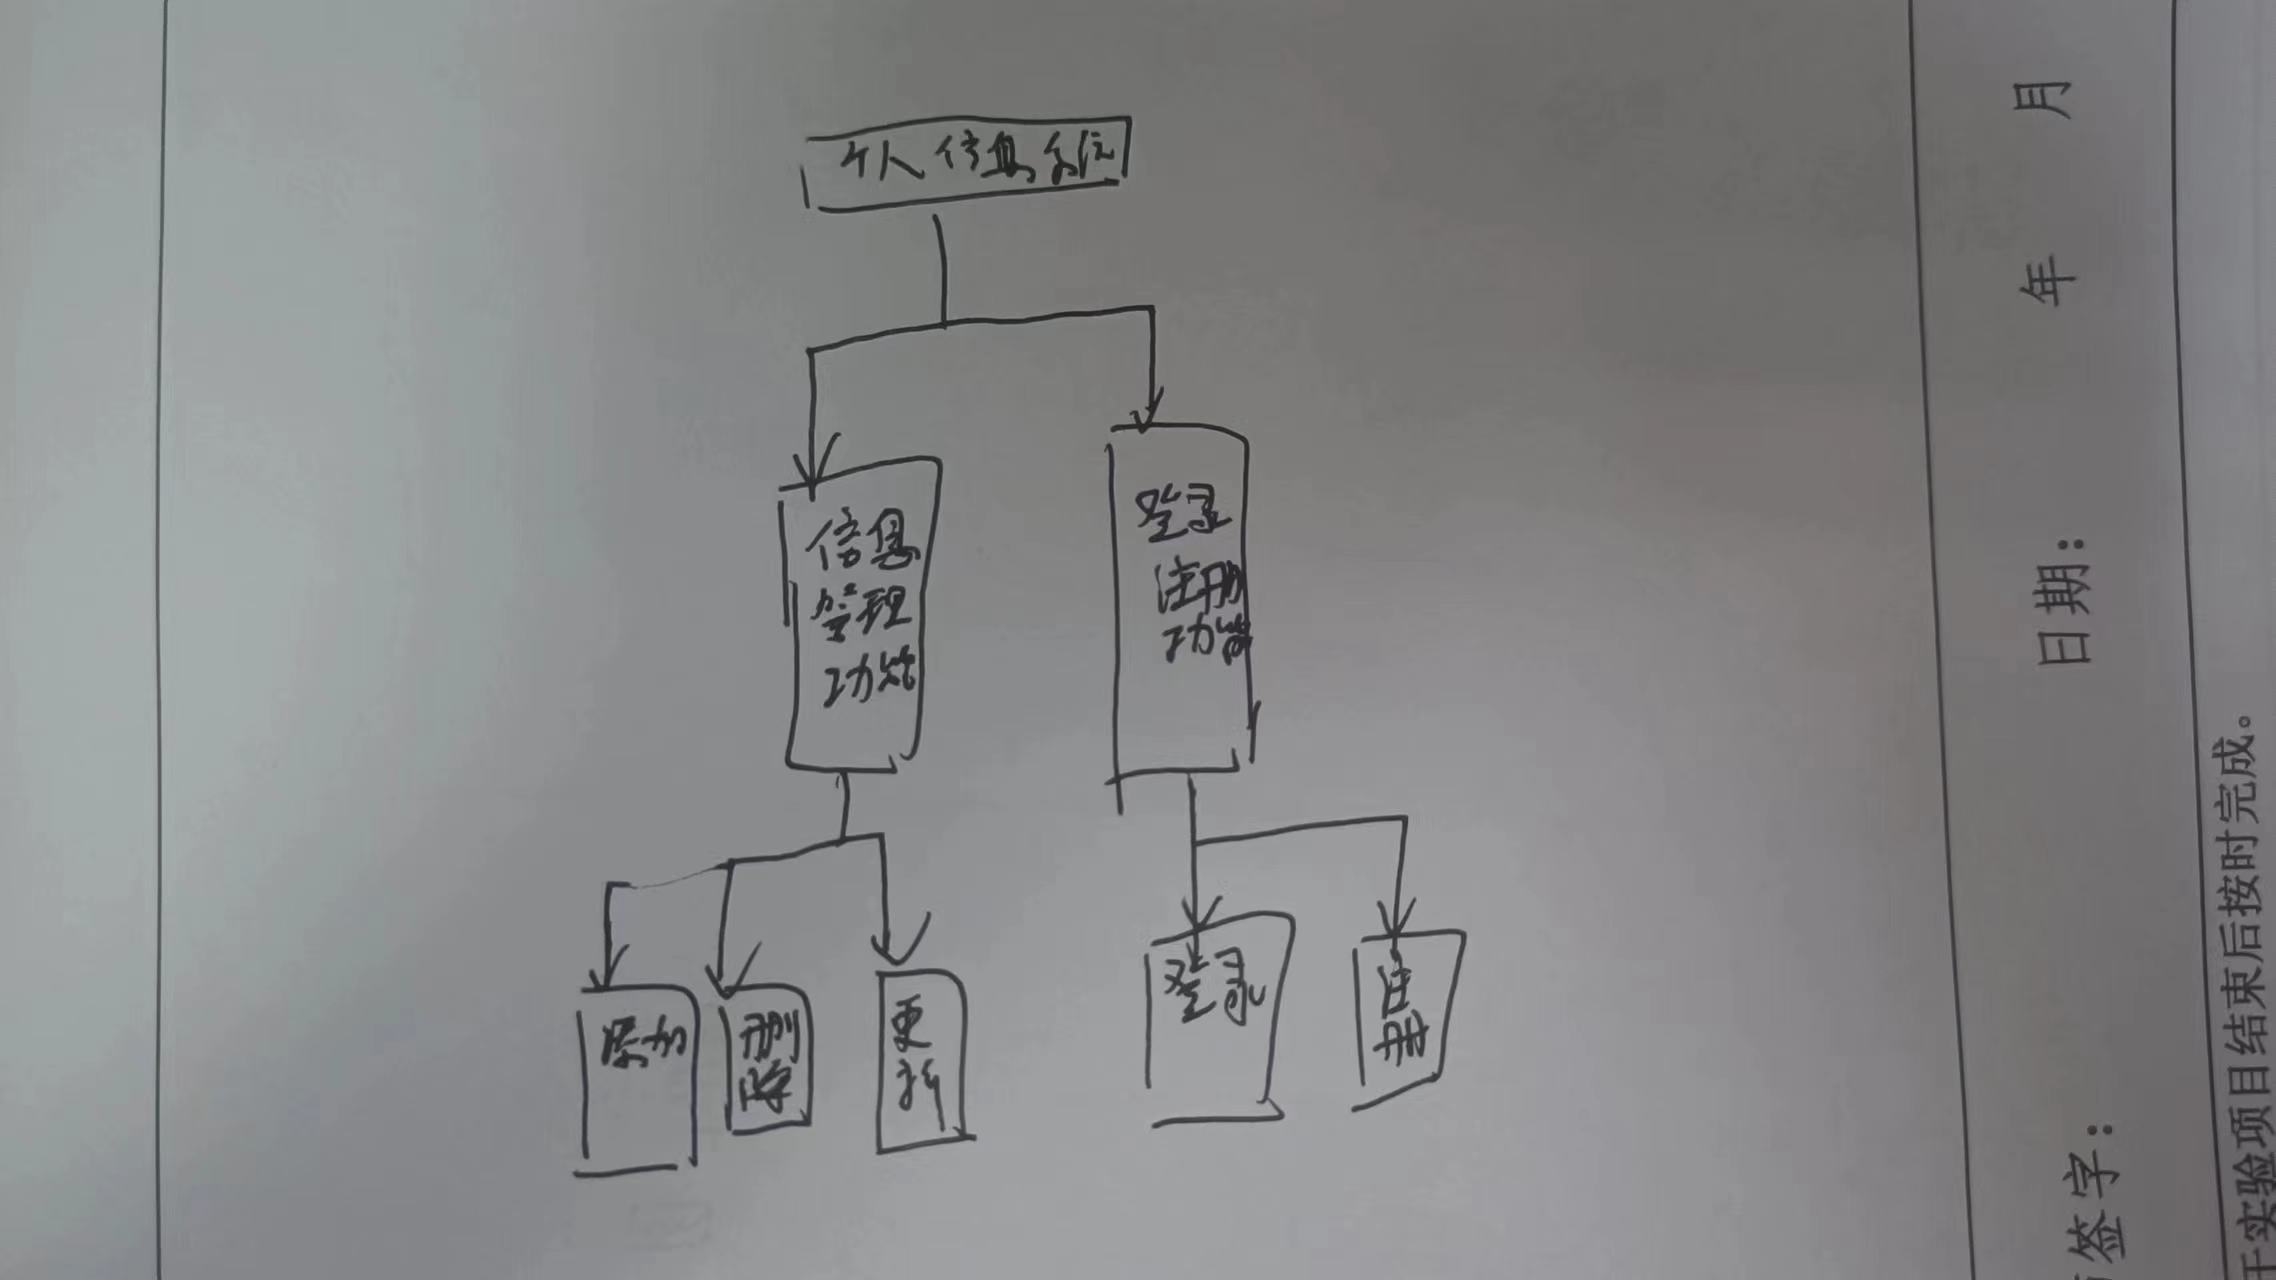 个人信息系统
信息
管理
功能
登录
注册
功能
添加
删
除
更
新
登录
注
册
签字：
日期：
年
月
实验项目结束后按时完成。